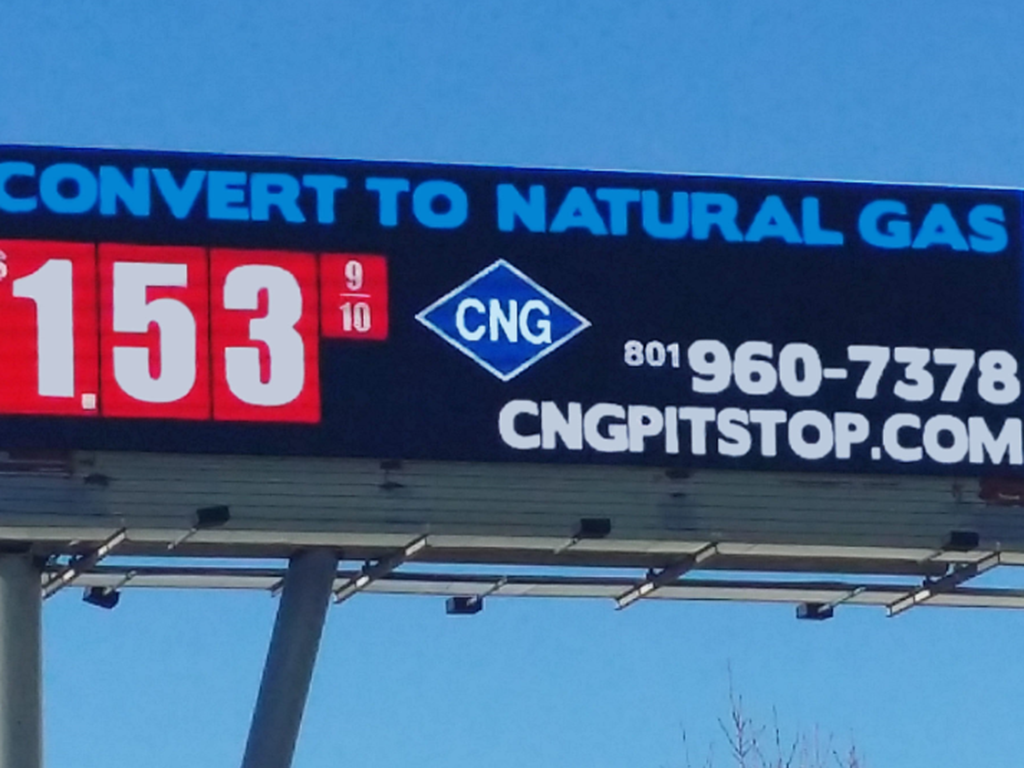 CONVERT TO NATURAL GAS
$1.53 9/10
CNG
801 960-7378
CNGPITSTOP.COM